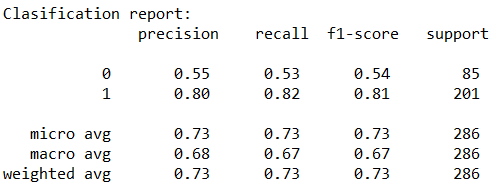 Clasification report:
precision recall f1-score support
0 0.55 0.53 0.54 85
1 0.80 0.82 0.81 201
micro avg 0.73 0.73 0.73 286
macro avg 0.68 0.67 0.67 286
weighted avg 0.73 0.73 0.73 286